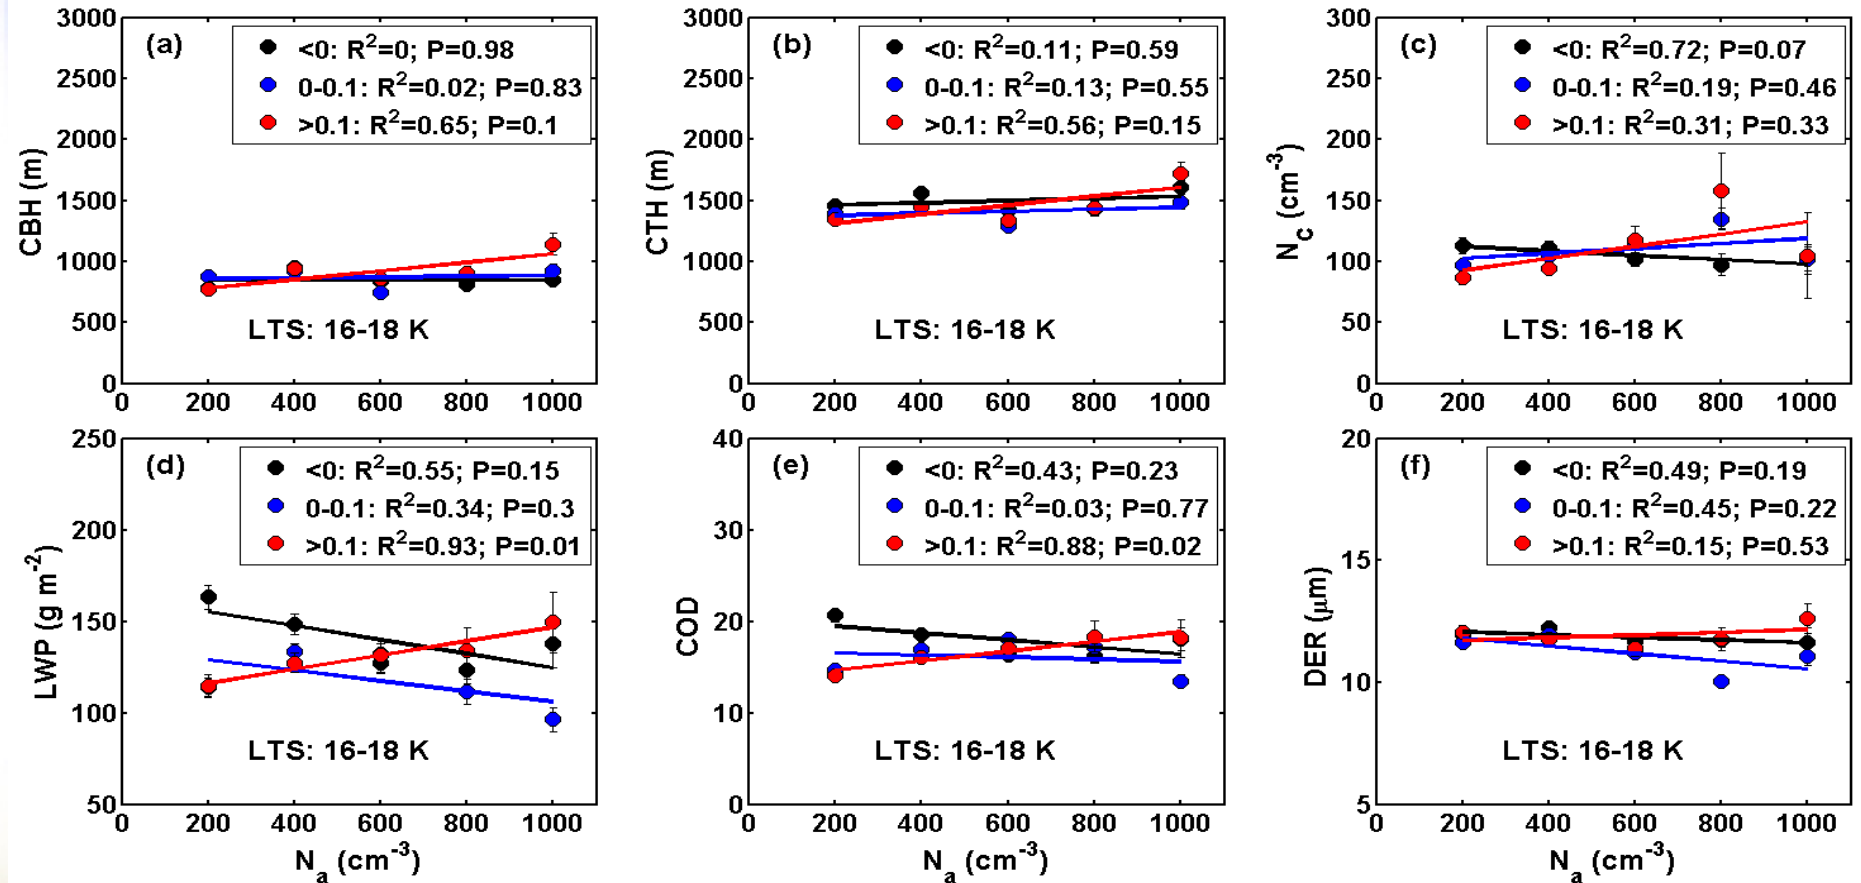 (a)
<0: R²=0; P=0.98
0-0.1: R²=0.02; P=0.83
>0.1: R²=0.65; P=0.1
CBH (m)
3000
2500
2000
1500
1000
500
0
LTS: 16-18 K
0 200 400 600 800 1000
(b)
<0: R²=0.11; P=0.59
0-0.1: R²=0.13; P=0.55
>0.1: R²=0.56; P=0.15
CTH (m)
3000
2500
2000
1500
1000
500
0
LTS: 16-18 K
0 200 400 600 800 1000
(c)
<0: R²=0.72; P=0.07
0-0.1: R²=0.19; P=0.46
>0.1: R²=0.31; P=0.33
N_c (cm⁻³)
300
250
200
150
100
50
0
LTS: 16-18 K
0 200 400 600 800 1000
(d)
<0: R²=0.55; P=0.15
0-0.1: R²=0.34; P=0.3
>0.1: R²=0.93; P=0.01
LWP (g m⁻²)
250
200
150
100
50
LTS: 16-18 K
0 200 400 600 800 1000
Nₐ (cm⁻³)
(e)
<0: R²=0.43; P=0.23
0-0.1: R²=0.03; P=0.77
>0.1: R²=0.88; P=0.02
COD
40
30
20
10
0
LTS: 16-18 K
0 200 400 600 800 1000
Nₐ (cm⁻³)
(f)
<0: R²=0.49; P=0.19
0-0.1: R²=0.45; P=0.22
>0.1: R²=0.15; P=0.53
DER (μm)
20
15
10
5
LTS: 16-18 K
0 200 400 600 800 1000
Nₐ (cm⁻³)